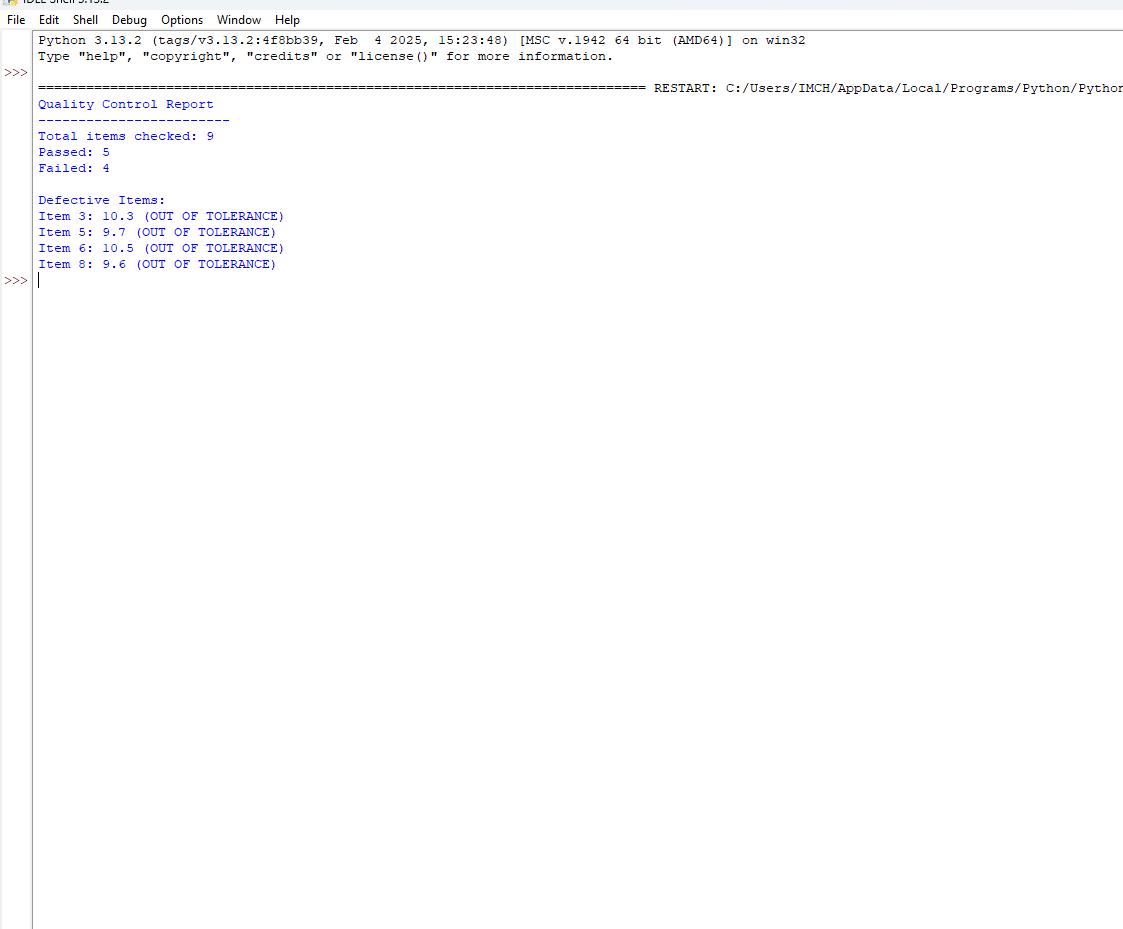 File Edit Shell Debug Options Window Help
Python 3.13.2 (tags/v3.13.2:4f8bb39, Feb  4 2025, 15:23:48) [MSC v.1942 64 bit (AMD64)] on win32
Type "help", "copyright", "credits" or "license()" for more information.
>>>
============================================================================ RESTART: C:/Users/IMCH/AppData/Local/Programs/Python/Python
Quality Control Report
------------------------
Total items checked: 9
Passed: 5
Failed: 4
Defective Items:
Item 3: 10.3 (OUT OF TOLERANCE)
Item 5: 9.7 (OUT OF TOLERANCE)
Item 6: 10.5 (OUT OF TOLERANCE)
Item 8: 9.6 (OUT OF TOLERANCE)
>>>